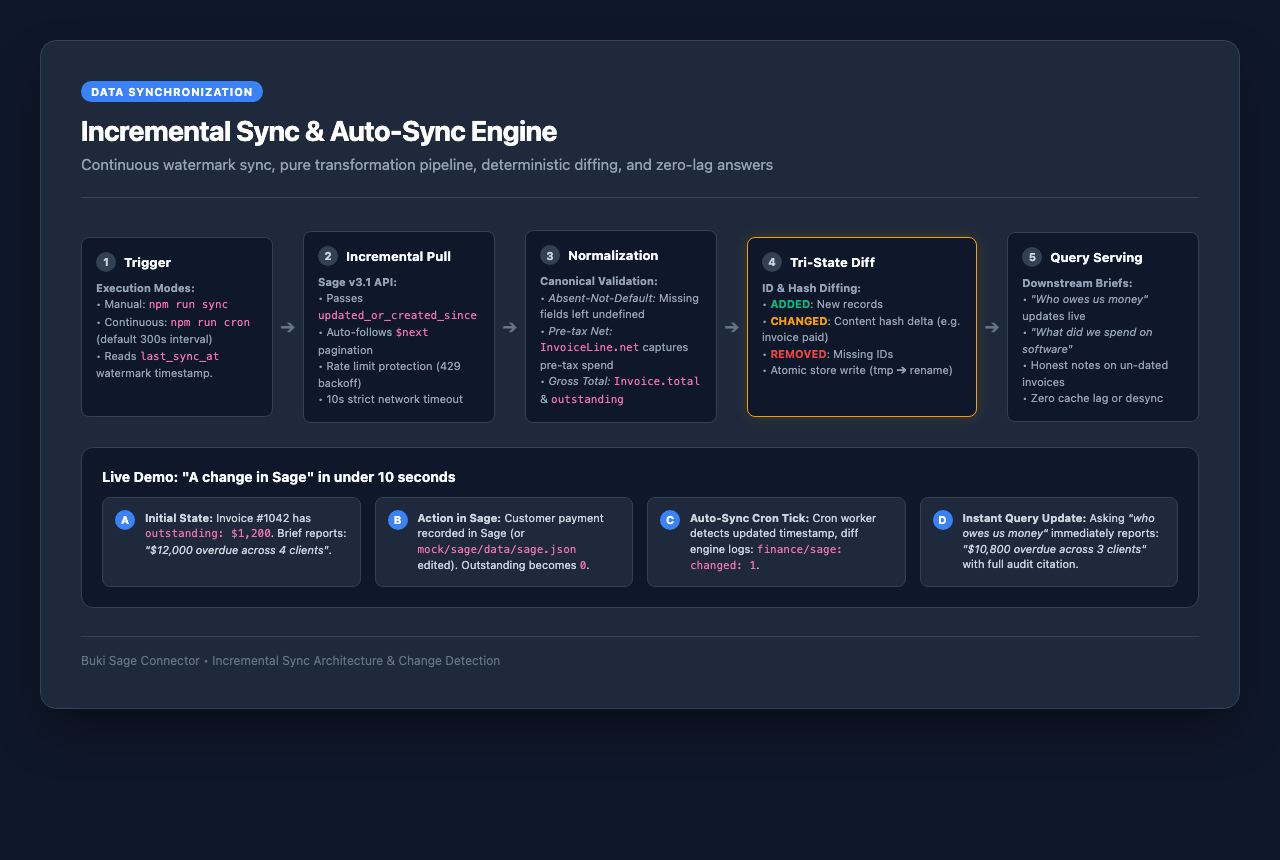 DATA SYNCHRONIZATION
Incremental Sync & Auto-Sync Engine
Continuous watermark sync, pure transformation pipeline, deterministic diffing, and zero-lag answers
1 Trigger
Execution Modes:
• Manual: npm run sync
• Continuous: npm run cron
(default 300s interval)
• Reads last_sync_at
watermark timestamp.
➔
2 Incremental Pull
Sage v3.1 API:
• Passes
updated_or_created_since
• Auto-follows $next
pagination
• Rate limit protection (429
backoff)
• 10s strict network timeout
➔
3 Normalization
Canonical Validation:
• Absent-Not-Default: Missing
fields left undefined
• Pre-tax Net:
InvoiceLine.net captures
pre-tax spend
• Gross Total: Invoice.total
& outstanding
➔
4 Tri-State Diff
ID & Hash Diffing:
• ADDED: New records
• CHANGED: Content hash delta (e.g.
invoice paid)
• REMOVED: Missing IDs
• Atomic store write (tmp ➔ rename)
➔
5 Query Serving
Downstream Briefs:
• "Who owes us money"
updates live
• "What did we spend on
software"
• Honest notes on un-dated
invoices
• Zero cache lag or desync
Live Demo: "A change in Sage" in under 10 seconds
A Initial State: Invoice #1042 has
outstanding: $1,200. Brief reports:
"$12,000 overdue across 4 clients".
B Action in Sage: Customer payment
recorded in Sage (or
mock/sage/data/sage.json
edited). Outstanding becomes 0.
C Auto-Sync Cron Tick: Cron worker
detects updated timestamp, diff
engine logs: finance/sage:
changed: 1.
D Instant Query Update: Asking "who
owes us money" immediately reports:
"$10,800 overdue across 3 clients"
with full audit citation.
Buki Sage Connector • Incremental Sync Architecture & Change Detection